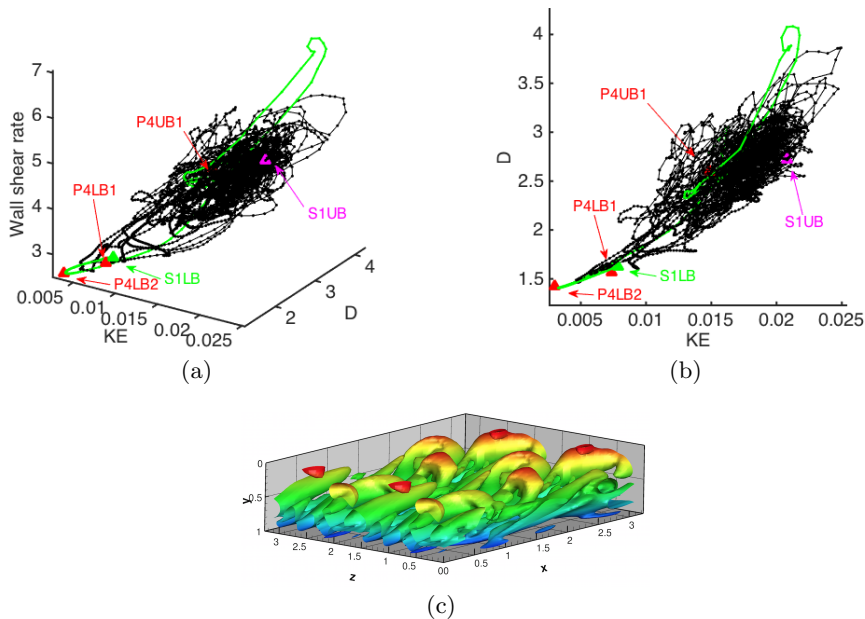 7
6
5
4
3
Wall shear rate
P4UB1
P4LB1
S1UB
S1LB
P4LB2
0.005
0.01
0.015
0.02
0.025
KE
2
3
4
D
(a)
4
3.5
3
2.5
2
1.5
D
P4UB1
P4LB1
S1UB
S1LB
P4LB2
0.005 0.01 0.015 0.02 0.025
KE
(b)
0
0.5
1
y
3 2.5 2 1.5 1 0.5 0
z
0 0.5 1 1.5 2 2.5 3
x
(c)